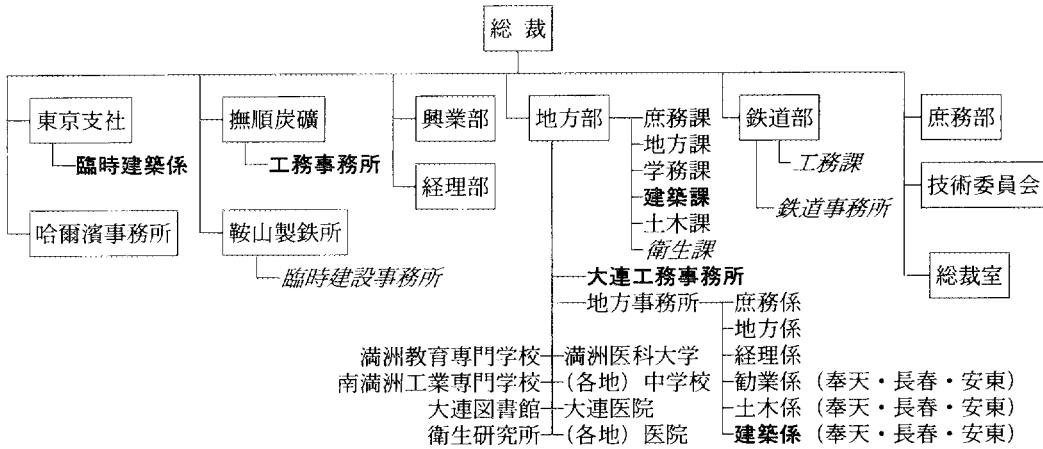 総裁
東京支社
臨時建築係
哈爾濱事務所
撫順炭礦
工務事務所
鞍山製鉄所
臨時建設事務所
興業部
経理部
地方部
庶務課
地方課
学務課
建築課
土木課
衛生課
大連工務事務所
地方事務所
庶務係
地方係
経理係
勧業係(奉天・長春・安東)
土木係(奉天・長春・安東)
建築係(奉天・長春・安東)
満洲教育専門学校
満洲医科大学
南満洲工業専門学校
(各地)中学校
大連図書館
大連医院
衛生研究所
(各地)医院
鉄道部
工務課
鉄道事務所
庶務部
技術委員会
総裁室